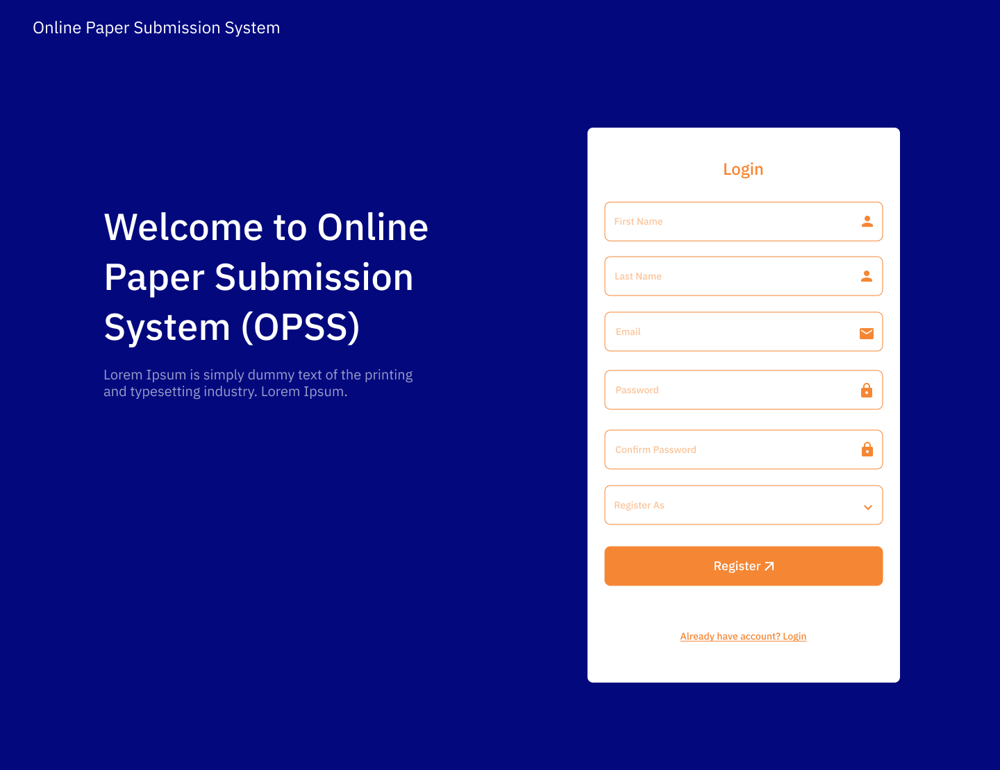 Online Paper Submission System
Welcome to Online
Paper Submission
System (OPSS)
Lorem Ipsum is simply dummy text of the printing
and typesetting industry. Lorem Ipsum.
Login
First Name
Last Name
Email
Password
Confirm Password
Register As
Register
Already have account? Login